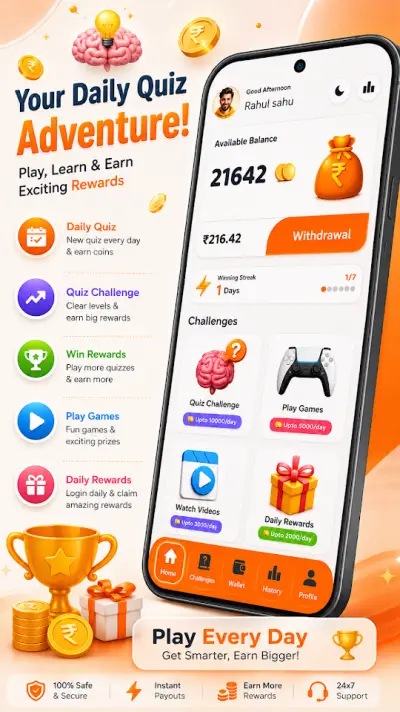 Your Daily Quiz
Adventure!
Play, Learn & Earn
Exciting Rewards
Daily Quiz
New quiz every day
& earn coins
Quiz Challenge
Clear levels &
earn big rewards
Win Rewards
Play more quizzes
& earn more
Play Games
Fun games &
exciting prizes
Daily Rewards
Login daily & claim
amazing rewards
Good Afternoon
Rahul sahu
Available Balance
21642
₹
₹216.42
Withdrawal
Winning Streak
1 Days
1/7
Challenges
?
Quiz Challenge
Upto 10000/day
Play Games
Upto 5000/day
Watch Videos
Upto 3000/day
Daily Rewards
Upto 2000/day
Home
Challenges
Wallet
History
Profile
Play Every Day
Get Smarter, Earn Bigger!
100% Safe
& Secure
Instant
Payouts
Earn More
Rewards
24x7
Support